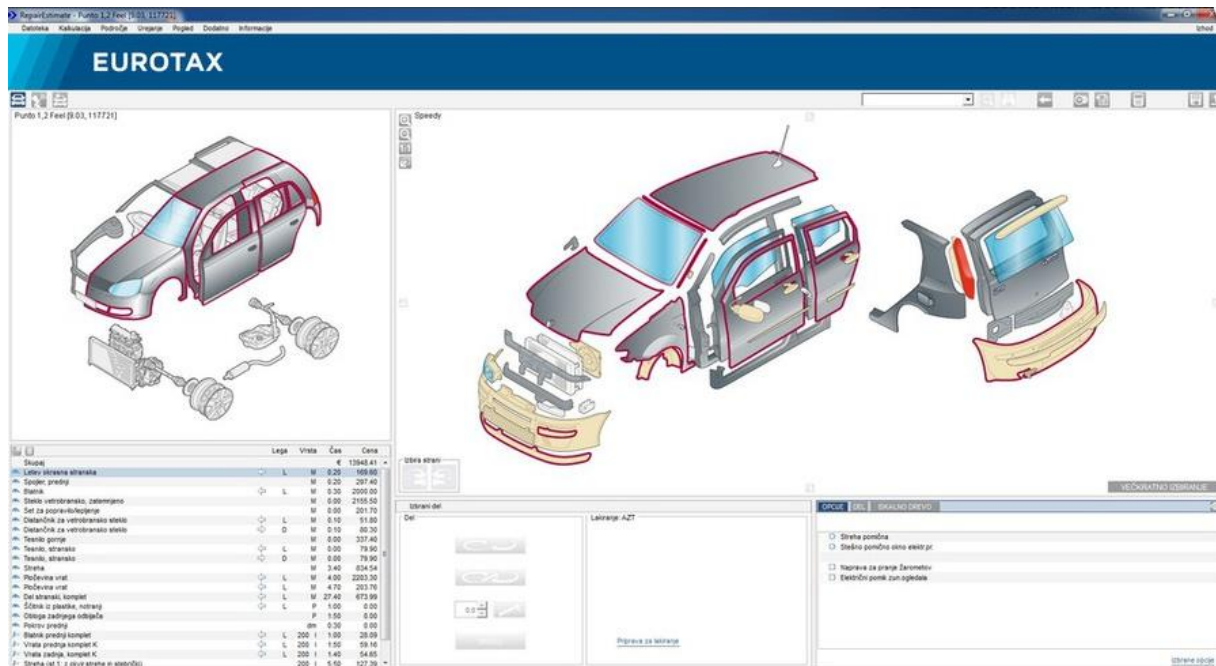 RepairEstimate - Punto 1,2 Feel [9.03, 117721]
Datoteka Kalkulacija Področje Urejanje Pogled Dodatno Informacije Izhod
EUROTAX
Punto 1,2 Feel [9.03, 117721]
Speedy
Izbira strani
VEČKRATNO IZBIRANJE
Lega Vrsta Čas Cena
Skupaj € 13948.41
Letev okrasna stranska L M 0.20 169.60
Spojler, prednji M 0.20 297.40
Blatnik L M 0.30 2000.00
Steklo vetrobransko, zatemnjeno M 0.00 2155.50
Set za popravilo/lepljenje M 0.00 201.70
Distančnik za vetrobransko steklo L M 0.10 51.80
Distančnik za vetrobransko steklo D M 0.10 80.30
Tesnilo gornje M 0.00 337.40
Tesnilo, stransko L M 0.00 79.90
Tesnilo, stransko D M 0.00 79.90
Streha M 3.40 834.54
Pločevina vrat L M 4.00 2203.30
Pločevina vrat L M 4.70 203.76
Del stranski, komplet L M 27.40 673.99
Ščitnik iz plastike, notranji L P 1.00 0.00
Obloga zadnjega odbijača P 1.50 0.00
Pokrov prednji dm 0.30 0.00
Blatnik prednji komplet L 200 I 1.00 28.09
Vrata prednja komplet K L 200 I 1.50 59.16
Vrata zadnja, komplet K L 200 I 1.40 54.65
200 I 5.50 127.39
Izbrani del
Del
Lakiranje: AZT
0.0
Priprava za lakiranje
OPCIJE DEL ISKALNO DREVO
Streha pomična
Stešno pomično okno elektr.pr.
Naprava za pranje žarometov
Električni pomik zun.ogledala
Izbrane opcije